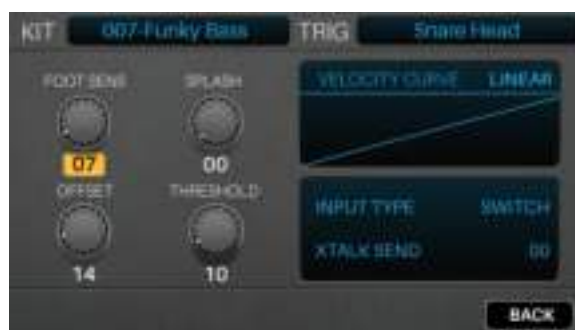 KIT 007-Funky Bass TRIG Snare Head
FOOT SENS SPLASH VELOCITY CURVE LINEAR
07 00
OFFSET THRESHOLD
INPUT TYPE SWITCH
XTALK SEND 00
14 10
BACK